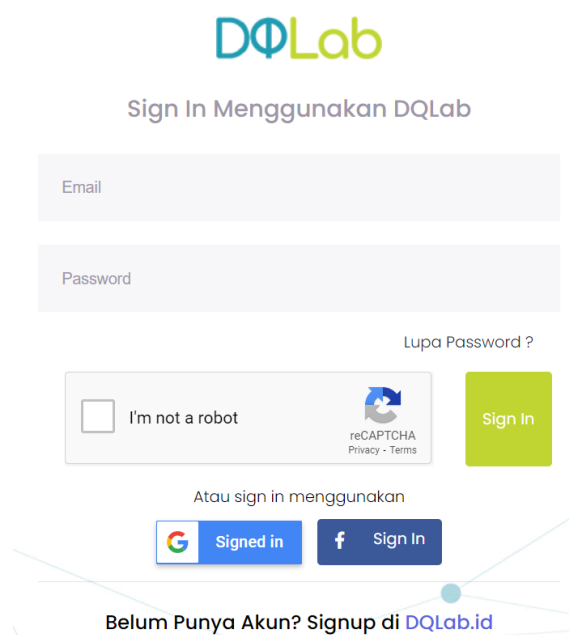 DQLab
Sign In Menggunakan DQLab
Email
Password
Lupa Password ?
I'm not a robot
reCAPTCHA
Privacy - Terms
Sign In
Atau sign in menggunakan
G Signed in
f Sign In
Belum Punya Akun? Signup di DQLab.id